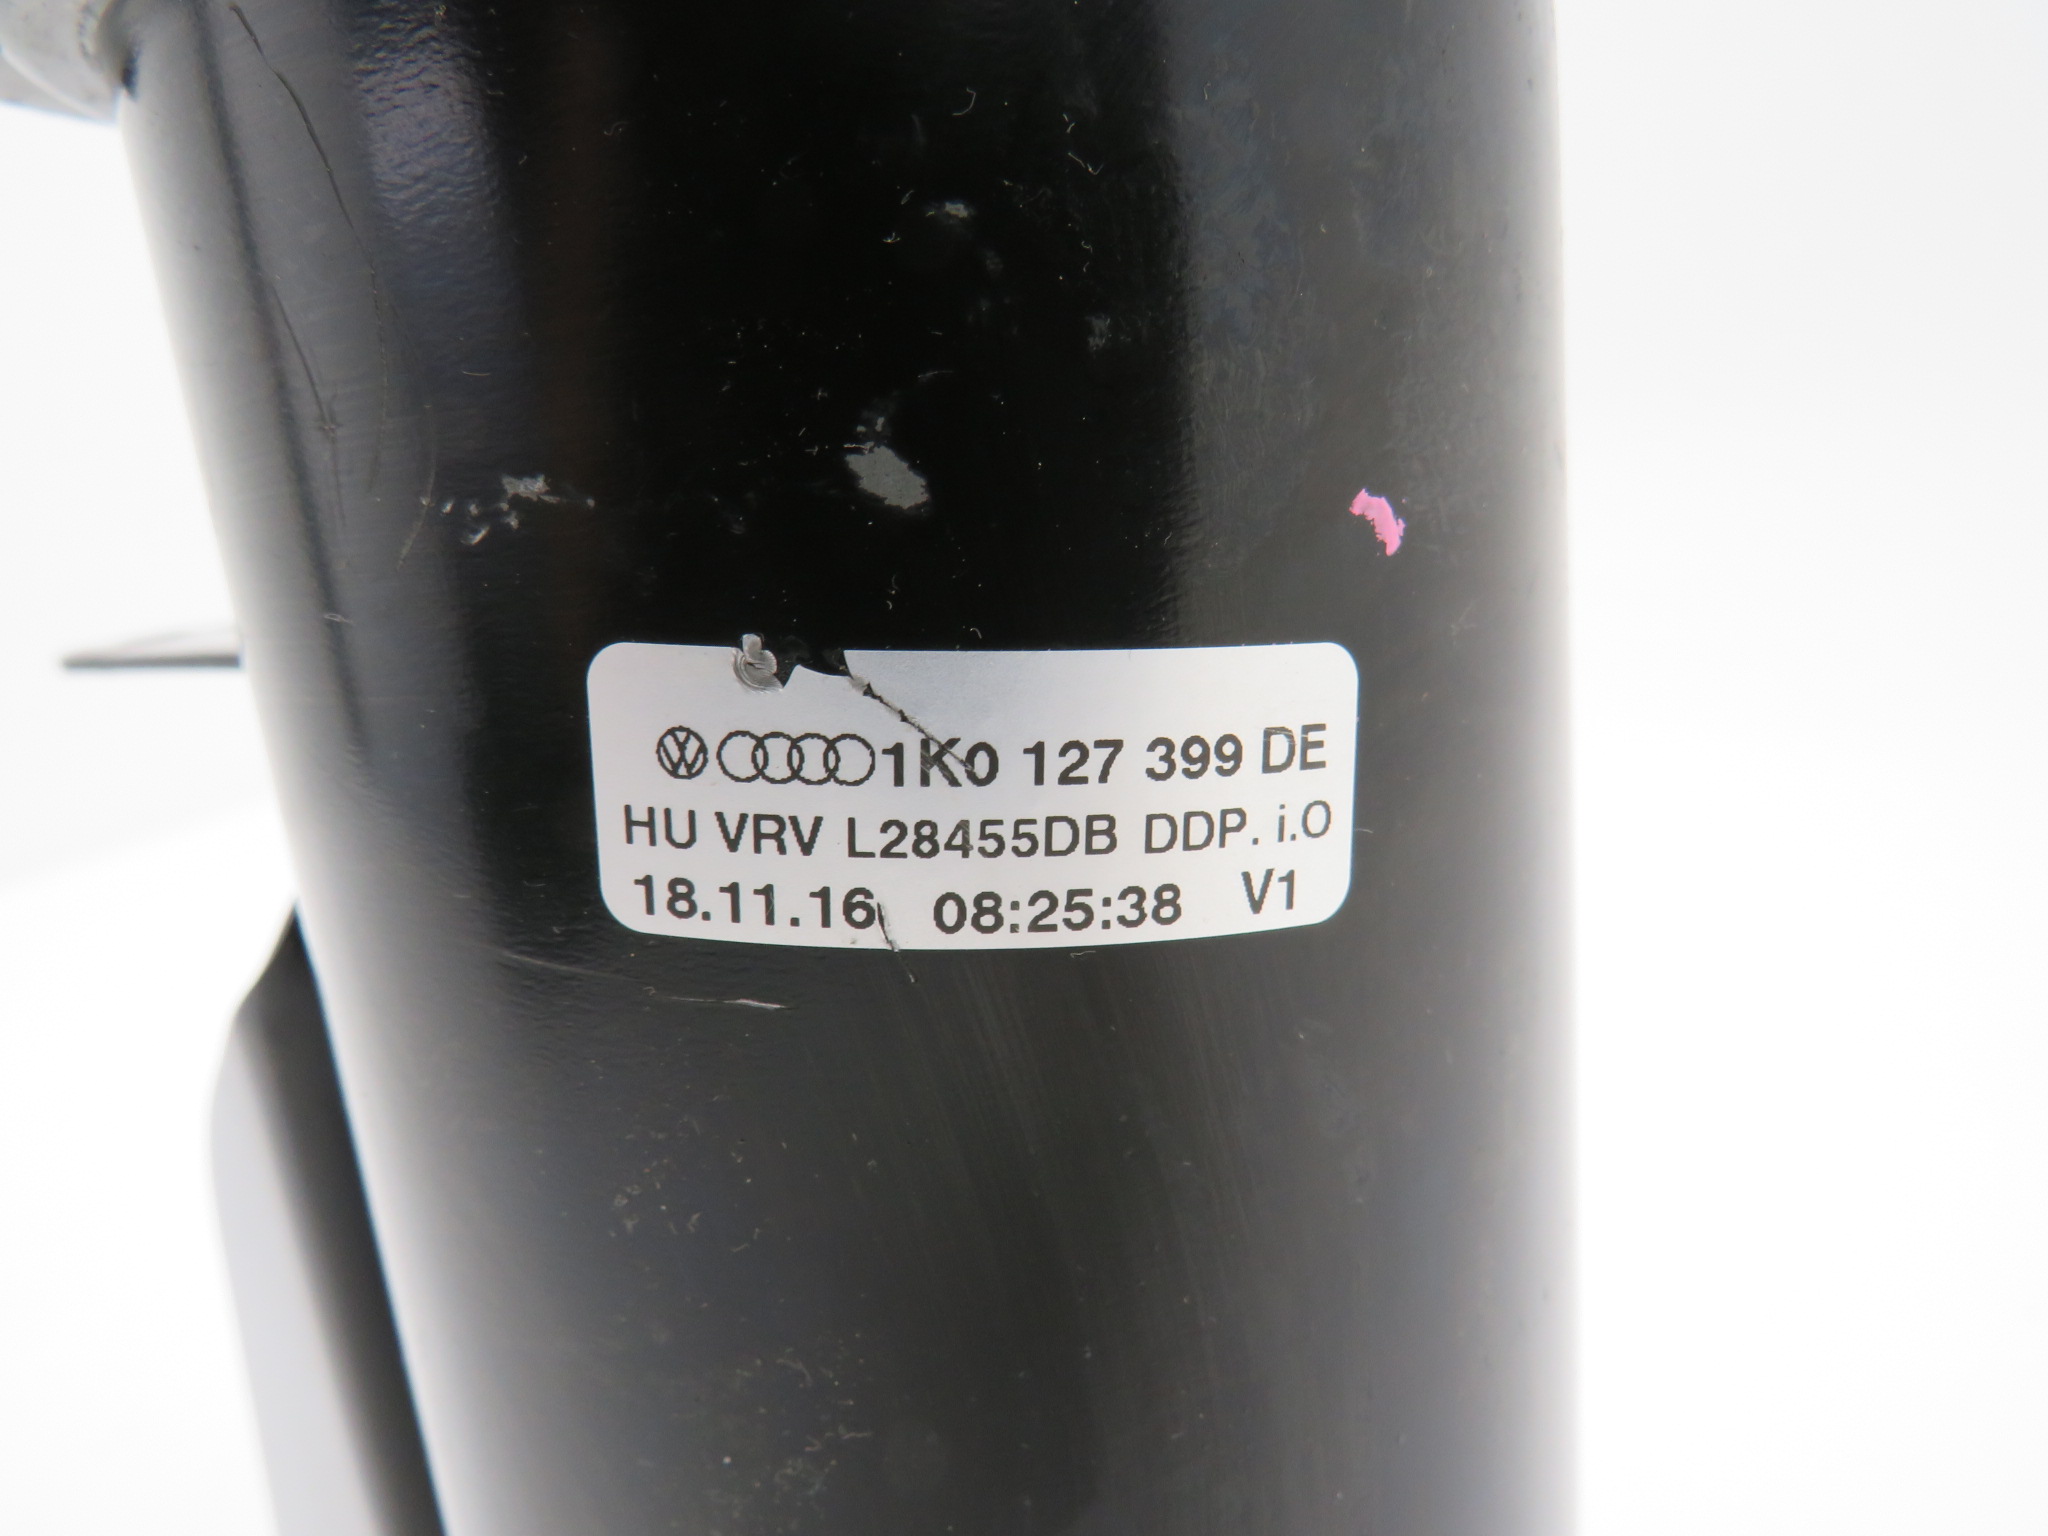 1K0 127 399 DE
HU VRV L28455DB DDP. i.O
18.11.16 08:25:38 V1